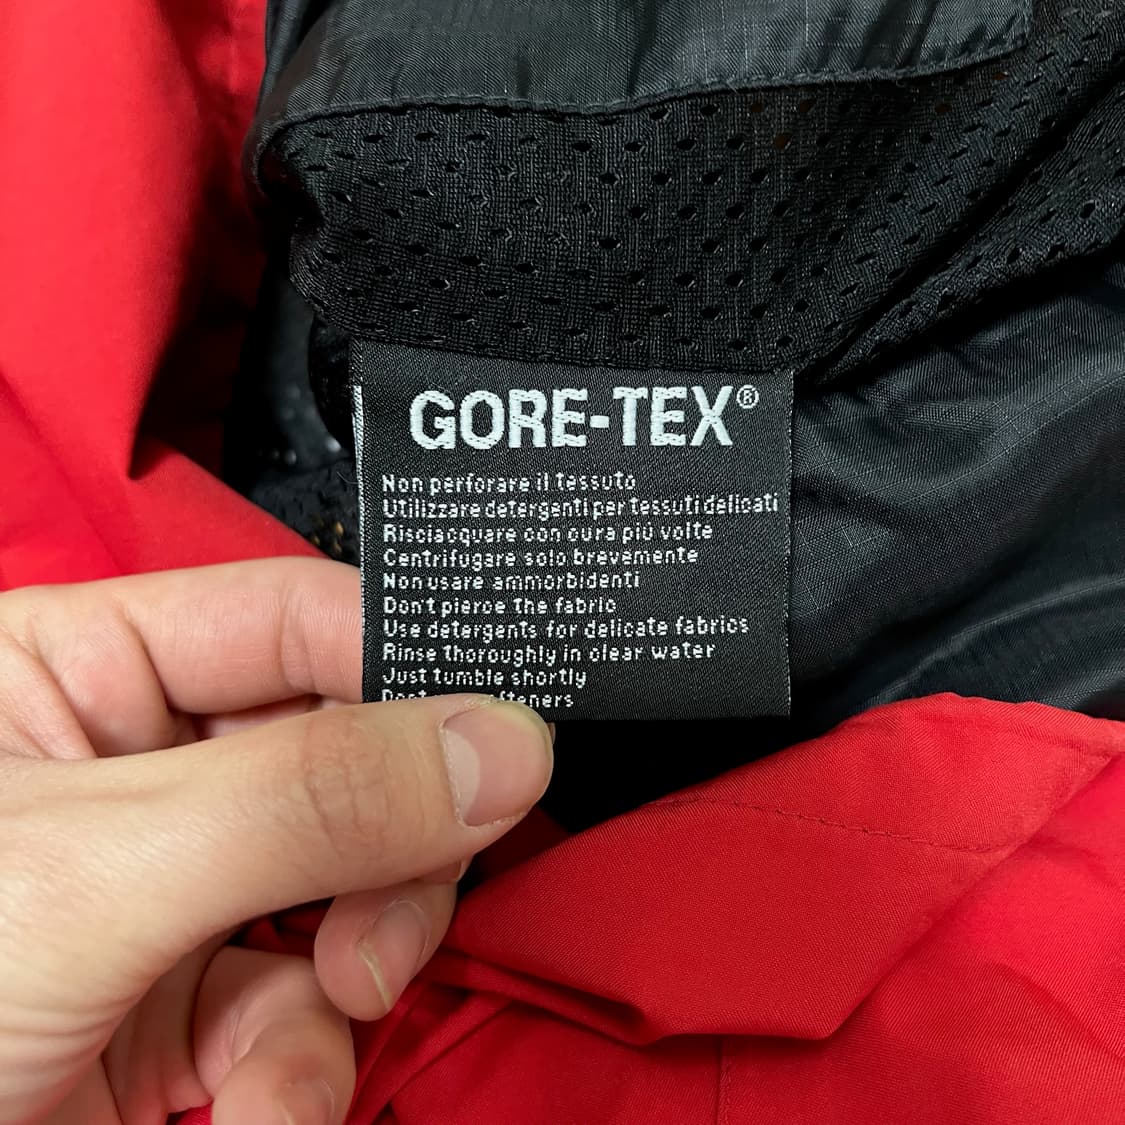 GORE-TEX®
Non perforare il tessuto
Utilizzare detergenti per tessuti delicati
Risciacquare con cura più volte
Centrifugare solo brevemente
Non usare ammorbidenti
Don't pierce the fabric
Use detergents for delicate fabrics
Rinse thoroughly in clear water
Just tumble shortly
Don't